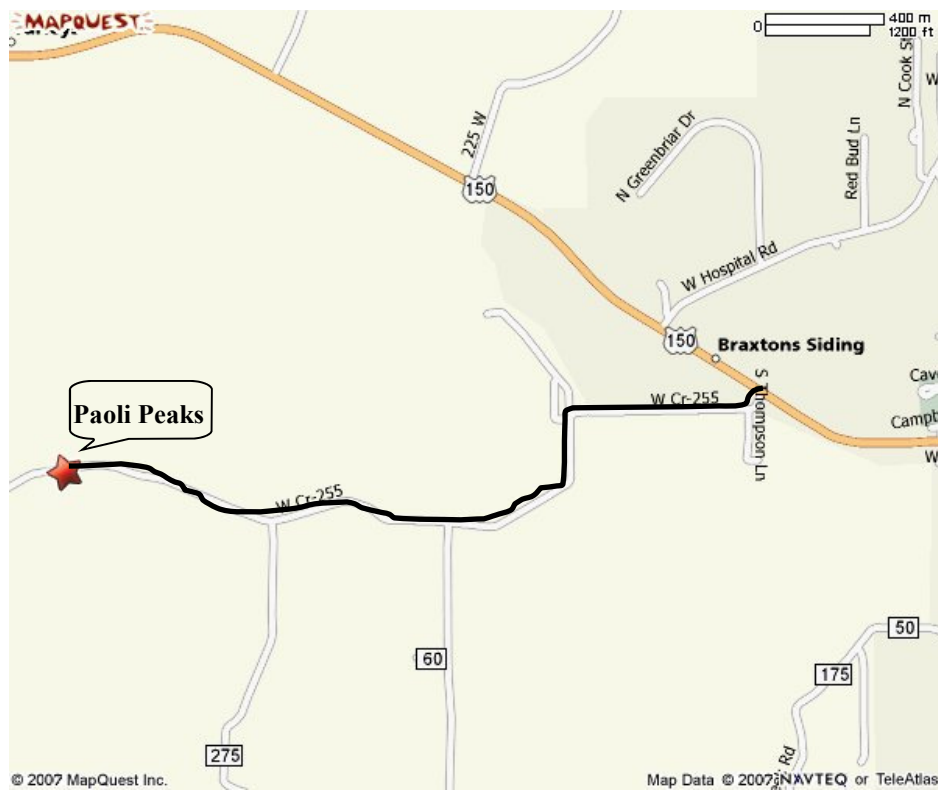 MAPQUEST
0
400 m
1200 ft
N Cook St
W
225 W
N Greenbriar Dr
Red Bud Ln
150
W Hospital Rd
150
Braxtons Siding
S Thompson Ln
W Cr-255
Cav
Campb
W
Paoli Peaks
W Cr-255
50
60
175
275
Rd
© 2007 MapQuest Inc.
Map Data © 2007 NAVTEQ or TeleAtlas